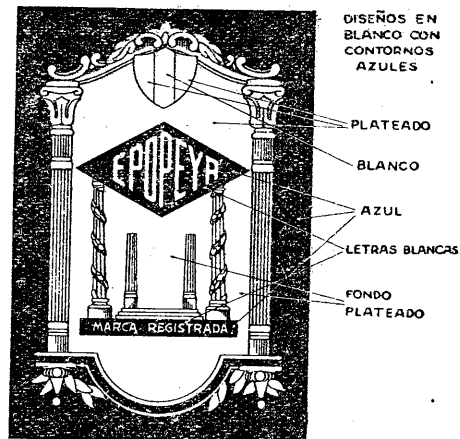 DISEÑOS EN
BLANCO CON
CONTORNOS
AZULES
PLATEADO
BLANCO
EPOPEYA
AZUL
LETRAS BLANCAS
FONDO
PLATEADO
MARCA REGISTRADA